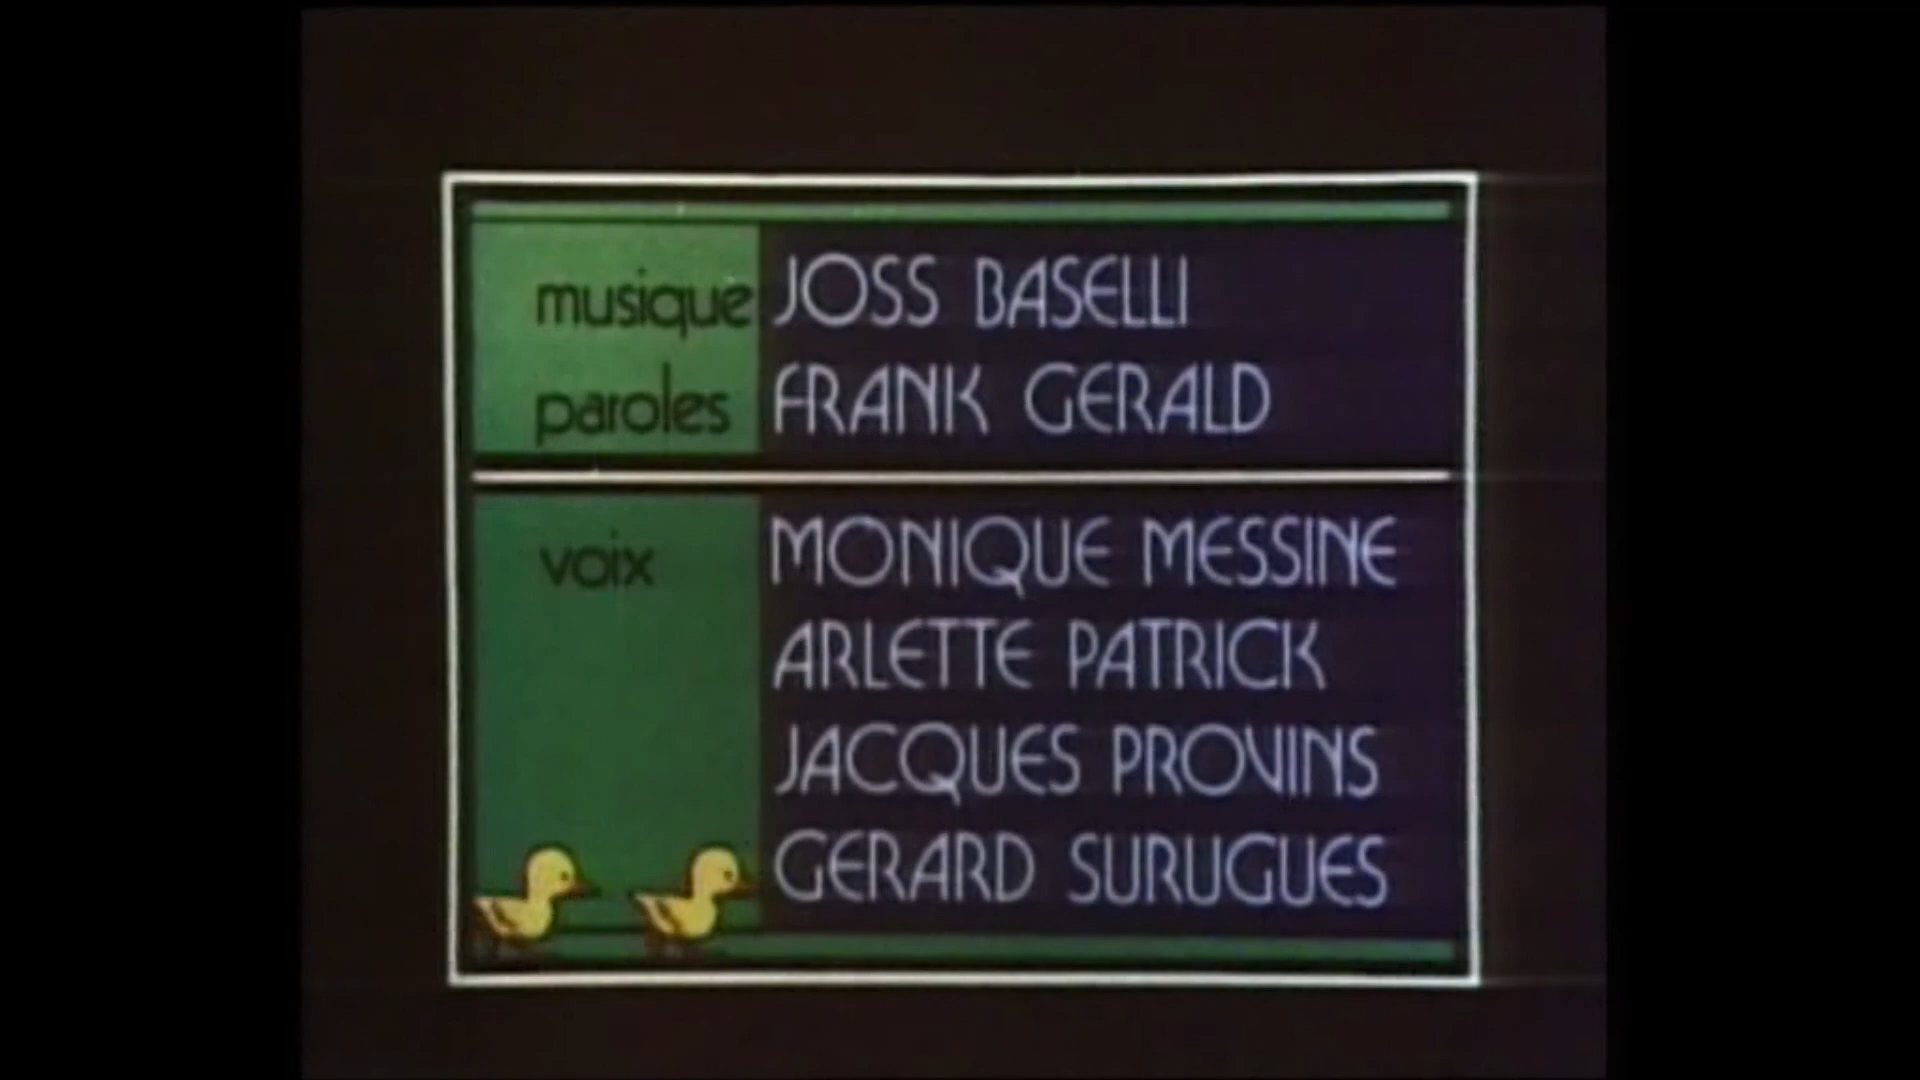 musique JOSS BASELLI
paroles FRANK GERALD
voix MONIQUE MESSINE
ARLETTE PATRICK
JACQUES PROVINS
GERARD SURUGUES